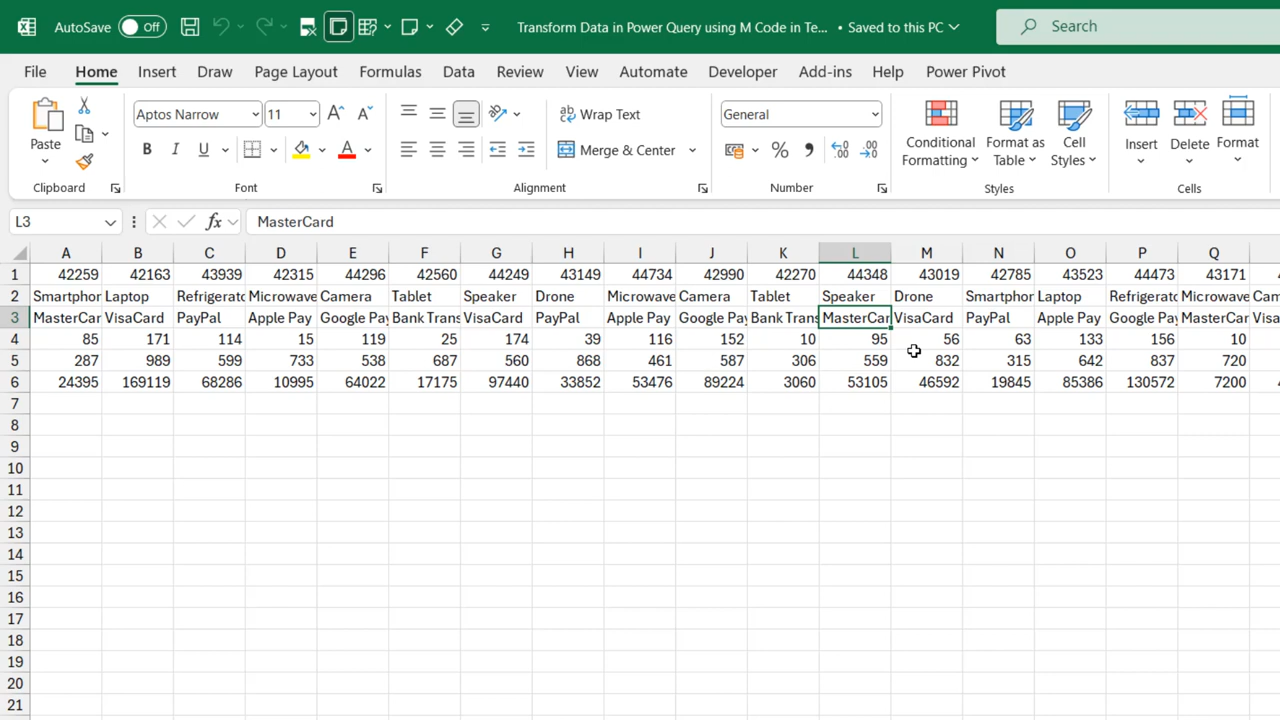 AutoSave Off Transform Data in Power Query using M Code in Te... • Saved to this PC Search
File Home Insert Draw Page Layout Formulas Data Review View Automate Developer Add-ins Help Power Pivot
Paste Aptos Narrow 11 Wrap Text General Conditional Formatting Format as Table Cell Styles Insert Delete Format
B I U A Merge & Center % 9
Clipboard Font Alignment Number Styles Cells
L3 fx MasterCard
A B C D E F G H I J K L M N O P Q
1 42259 42163 43939 42315 44296 42560 44249 43149 44734 42990 42270 44348 43019 42785 43523 44473 43171
2 Smartphor Laptop Refrigerato Microwave Camera Tablet Speaker Drone Microwave Camera Tablet Speaker Drone Smartphor Laptop Refrigerato Microwave Cam
3 MasterCar VisaCard PayPal Apple Pay Google Pay Bank Trans VisaCard PayPal Apple Pay Google Pay Bank Trans MasterCar VisaCard PayPal Apple Pay Google Pay MasterCar Visa
4 85 171 114 15 119 25 174 39 116 152 10 95 56 63 133 156 10
5 287 989 599 733 538 687 560 868 461 587 306 559 832 315 642 837 720
6 24395 169119 68286 10995 64022 17175 97440 33852 53476 89224 3060 53105 46592 19845 85386 130572 7200
7
8
9
10
11
12
13
14
15
16
17
18
19
20
21